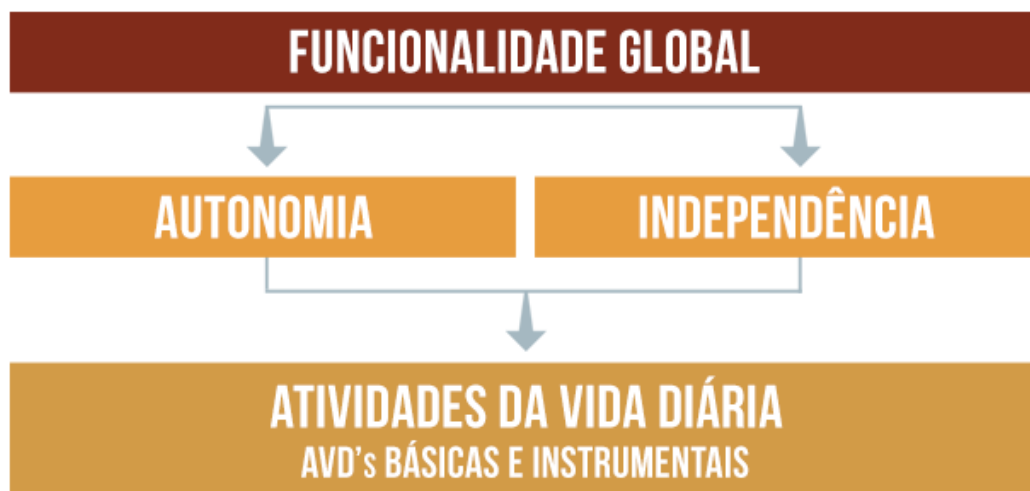 FUNCIONALIDADE GLOBAL
AUTONOMIA
INDEPENDÊNCIA
ATIVIDADES DA VIDA DIÁRIA
AVD's BÁSICAS E INSTRUMENTAIS